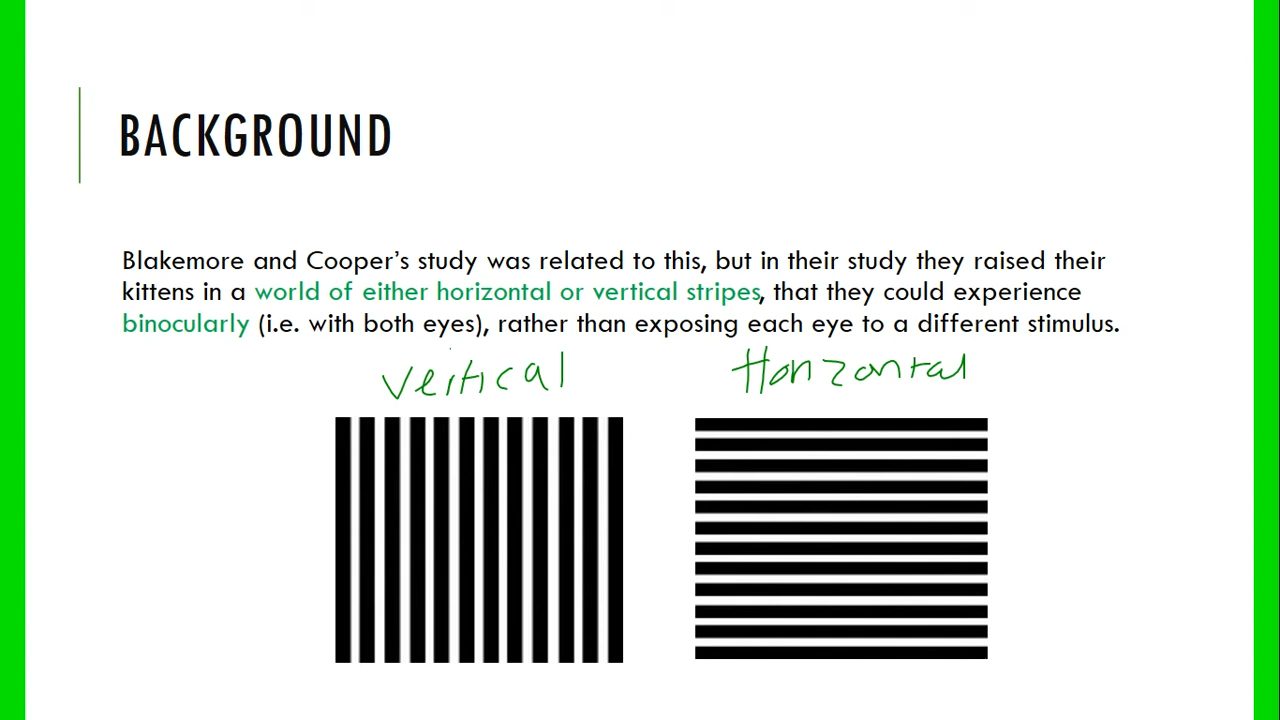 BACKGROUND
Blakemore and Cooper’s study was related to this, but in their study they raised their
kittens in a world of either horizontal or vertical stripes, that they could experience
binocularly (i.e. with both eyes), rather than exposing each eye to a different stimulus.
Vertical Horizontal